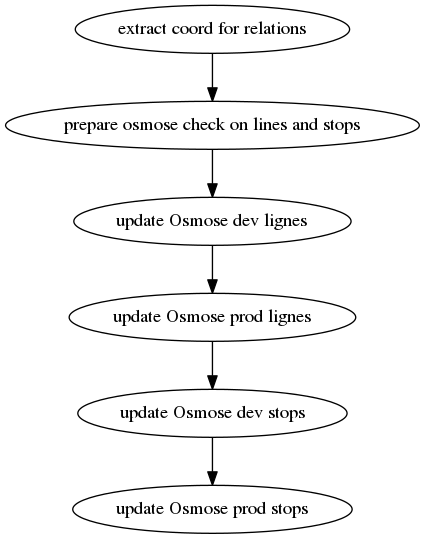 extract coord for relations
prepare osmose check on lines and stops
update Osmose dev lignes
update Osmose prod lignes
update Osmose dev stops
update Osmose prod stops